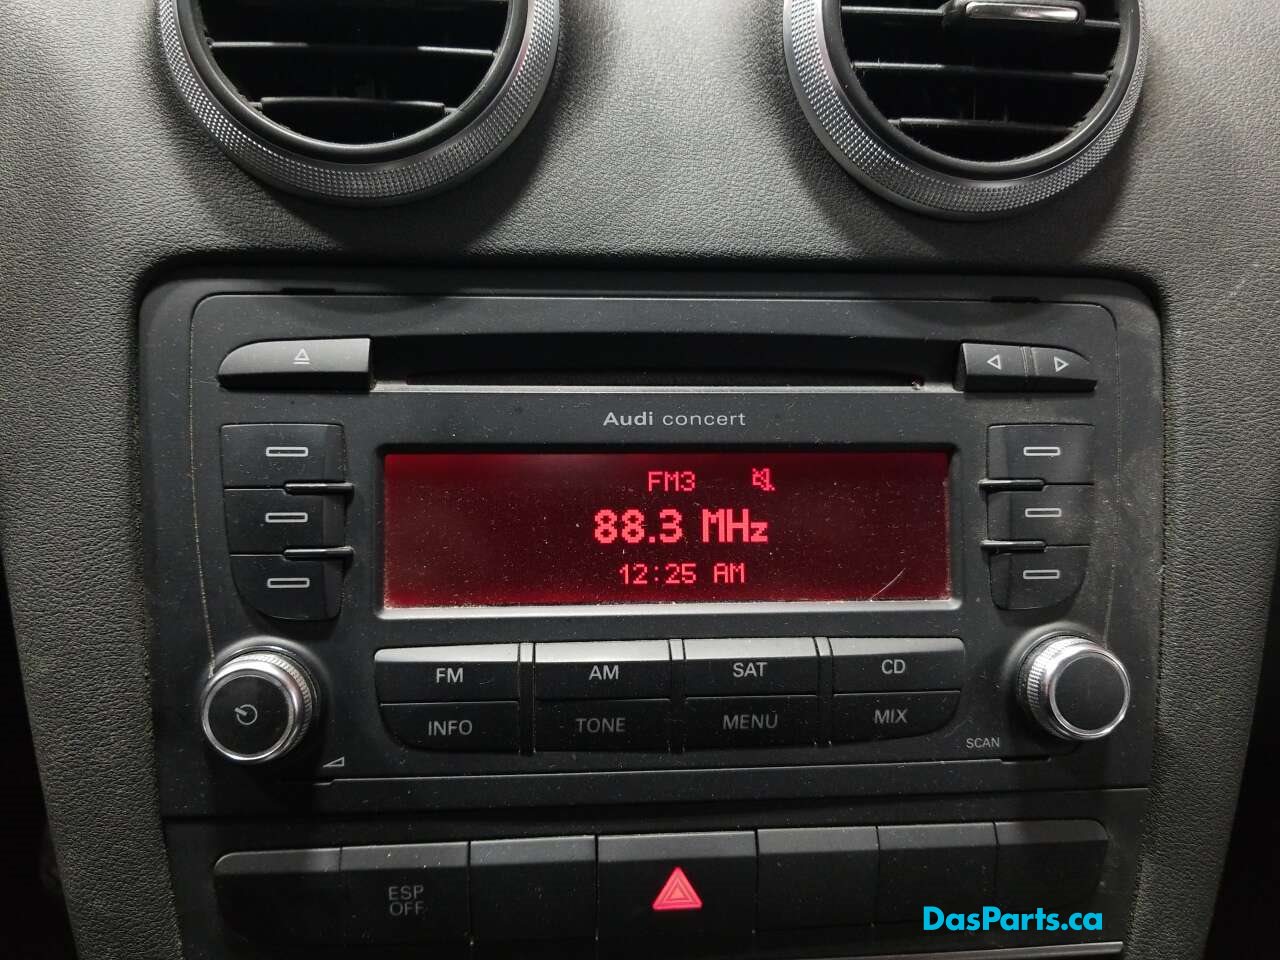 Audi concert
FM3
88.3 MHz
12:25 AM
FM AM SAT CD
INFO TONE MENU MIX
SCAN
ESP
OFF
DasParts.ca